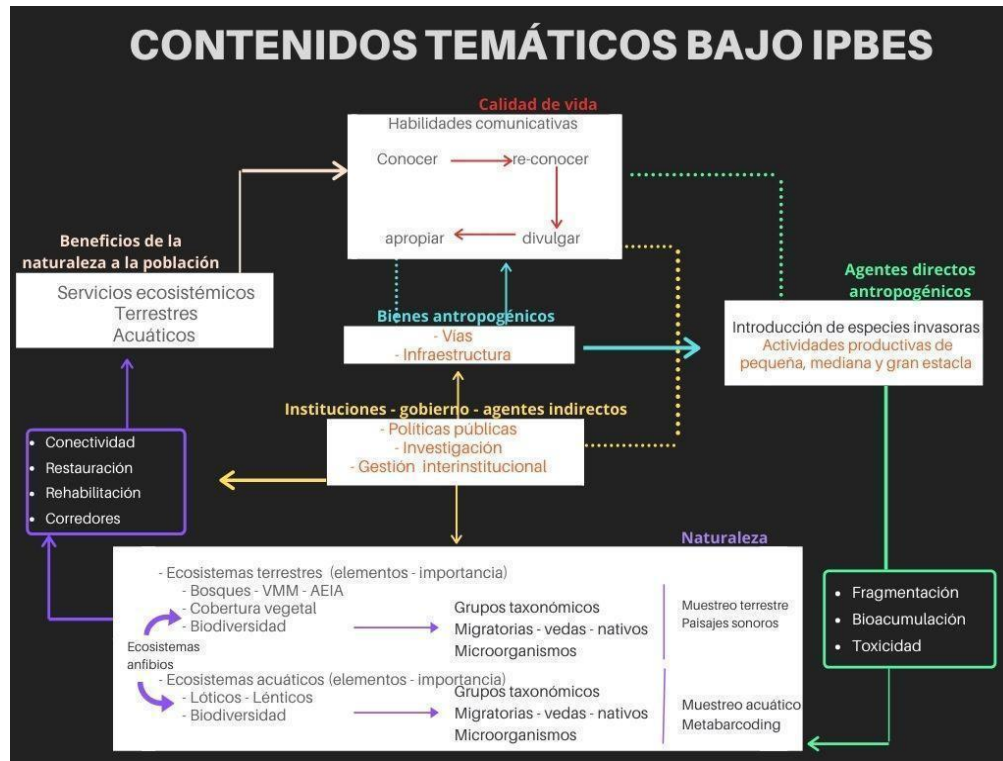 CONTENIDOS TEMÁTICOS BAJO IPBES
Calidad de vida
Habilidades comunicativas
Conocer
re-conocer
apropiar
divulgar
Beneficios de la
naturaleza a la población
Servicios ecosistémicos
Terrestres
Acuáticos
Bienes antropogénicos
- Vías
- Infraestructura
Agentes directos
antropogénicos
Introducción de especies invasoras
Actividades productivas de
pequeña, mediana y gran estacla
Instituciones - gobierno - agentes indirectos
- Políticas públicas
- Investigación
- Gestión interinstitucional
• Conectividad
• Restauración
• Rehabilitación
• Corredores
Naturaleza
- Ecosistemas terrestres (elementos - importancia)
- Bosques - VMM - AEIA
- Cobertura vegetal
- Biodiversidad
Grupos taxonómicos
Migratorias - vedas - nativos
Microorganismos
Muestreo terrestre
Paisajes sonoros
Ecosistemas
anfibios
- Ecosistemas acuáticos (elementos - importancia)
- Lóticos - Lénticos
- Biodiversidad
Grupos taxonómicos
Migratorias - vedas - nativos
Microorganismos
Muestreo acuático
Metabarcoding
• Fragmentación
• Bioacumulación
• Toxicidad